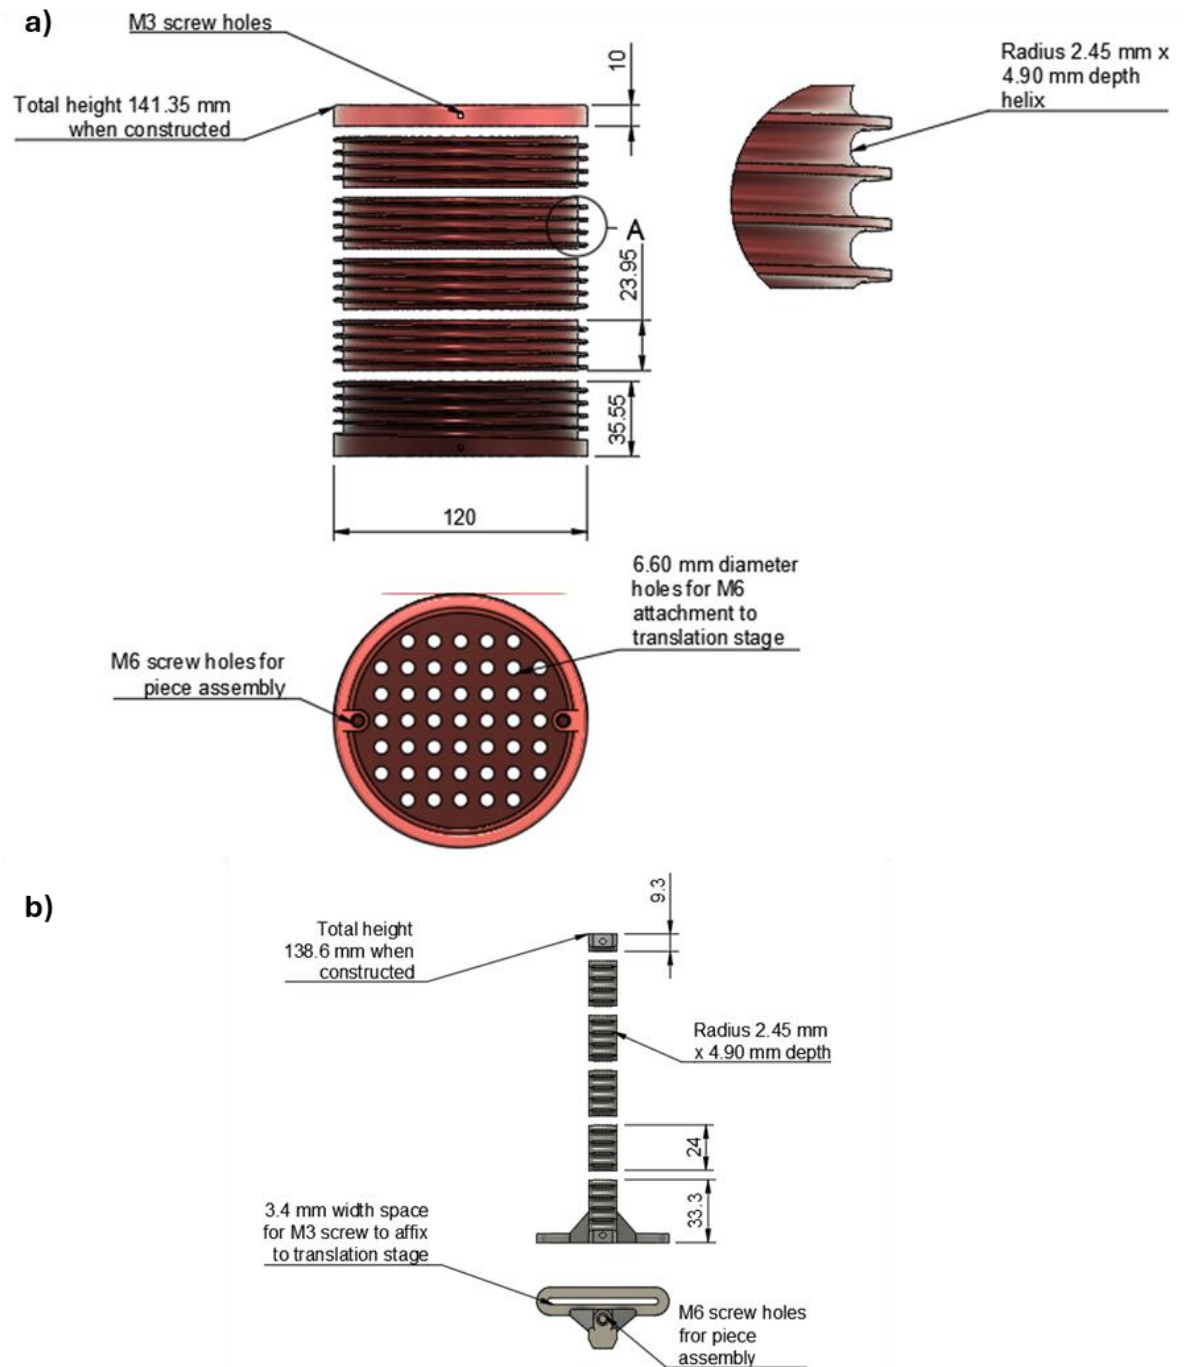 a)
M3 screw holes
Total height 141.35 mm
when constructed
10
Radius 2.45 mm x
4.90 mm depth
helix
A
23.95
35.55
120
6.60 mm diameter
holes for M6
attachment to
translation stage
M6 screw holes for
piece assembly
b)
9.3
Total height
138.6 mm when
constructed
Radius 2.45 mm
x 4.90 mm depth
24
33.3
3.4 mm width space
for M3 screw to affix
to translation stage
M6 screw holes
fror piece
assembly